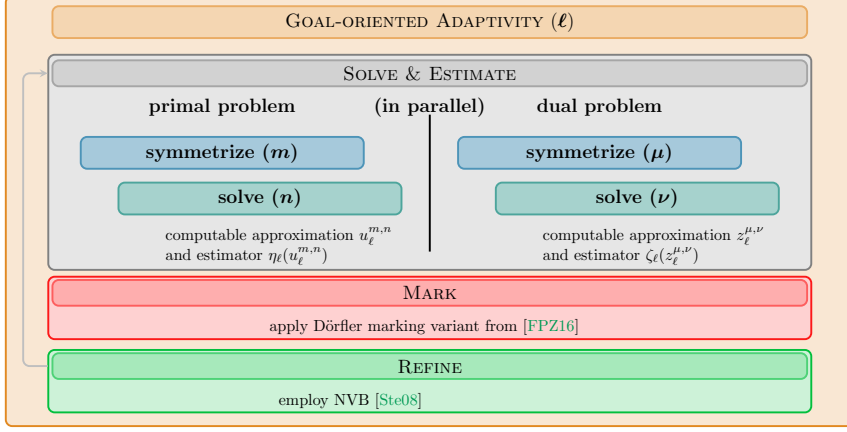 GOAL-ORIENTED ADAPTIVITY (ℓ)
SOLVE & ESTIMATE
primal problem (in parallel) dual problem
symmetrize (m) symmetrize (μ)
solve (n) solve (ν)
computable approximation u_ℓ^{m,n} computable approximation z_ℓ^{μ,ν}
and estimator η_ℓ(u_ℓ^{m,n}) and estimator ζ_ℓ(z_ℓ^{μ,ν})
MARK
apply Dörfler marking variant from [FPZ16]
REFINE
employ NVB [Ste08]